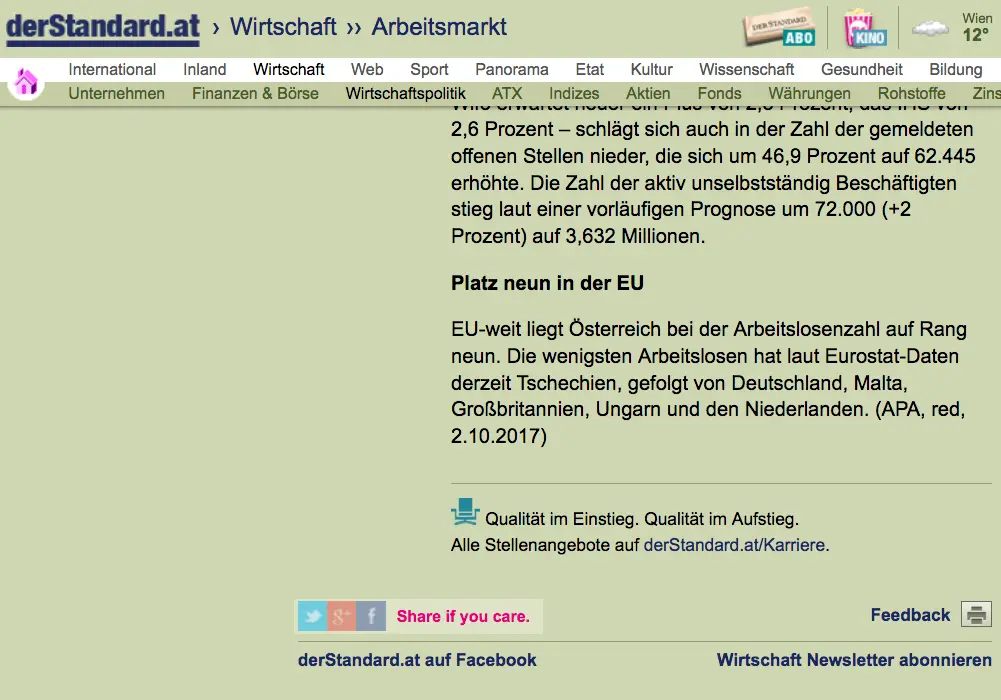 derStandard.at › Wirtschaft ›› Arbeitsmarkt
DER STANDARD ABO
KINO
Wien
12°
International Inland Wirtschaft Web Sport Panorama Etat Kultur Wissenschaft Gesundheit Bildung
Unternehmen Finanzen & Börse Wirtschaftspolitik ATX Indizes Aktien Fonds Währungen Rohstoffe Zins
2,6 Prozent – schlägt sich auch in der Zahl der gemeldeten
offenen Stellen nieder, die sich um 46,9 Prozent auf 62.445
erhöhte. Die Zahl der aktiv unselbstständig Beschäftigten
stieg laut einer vorläufigen Prognose um 72.000 (+2
Prozent) auf 3,632 Millionen.
Platz neun in der EU
EU-weit liegt Österreich bei der Arbeitslosenzahl auf Rang
neun. Die wenigsten Arbeitslosen hat laut Eurostat-Daten
derzeit Tschechien, gefolgt von Deutschland, Malta,
Großbritannien, Ungarn und den Niederlanden. (APA, red,
2.10.2017)
Qualität im Einstieg. Qualität im Aufstieg.
Alle Stellenangebote auf derStandard.at/Karriere.
Share if you care.
Feedback
derStandard.at auf Facebook
Wirtschaft Newsletter abonnieren